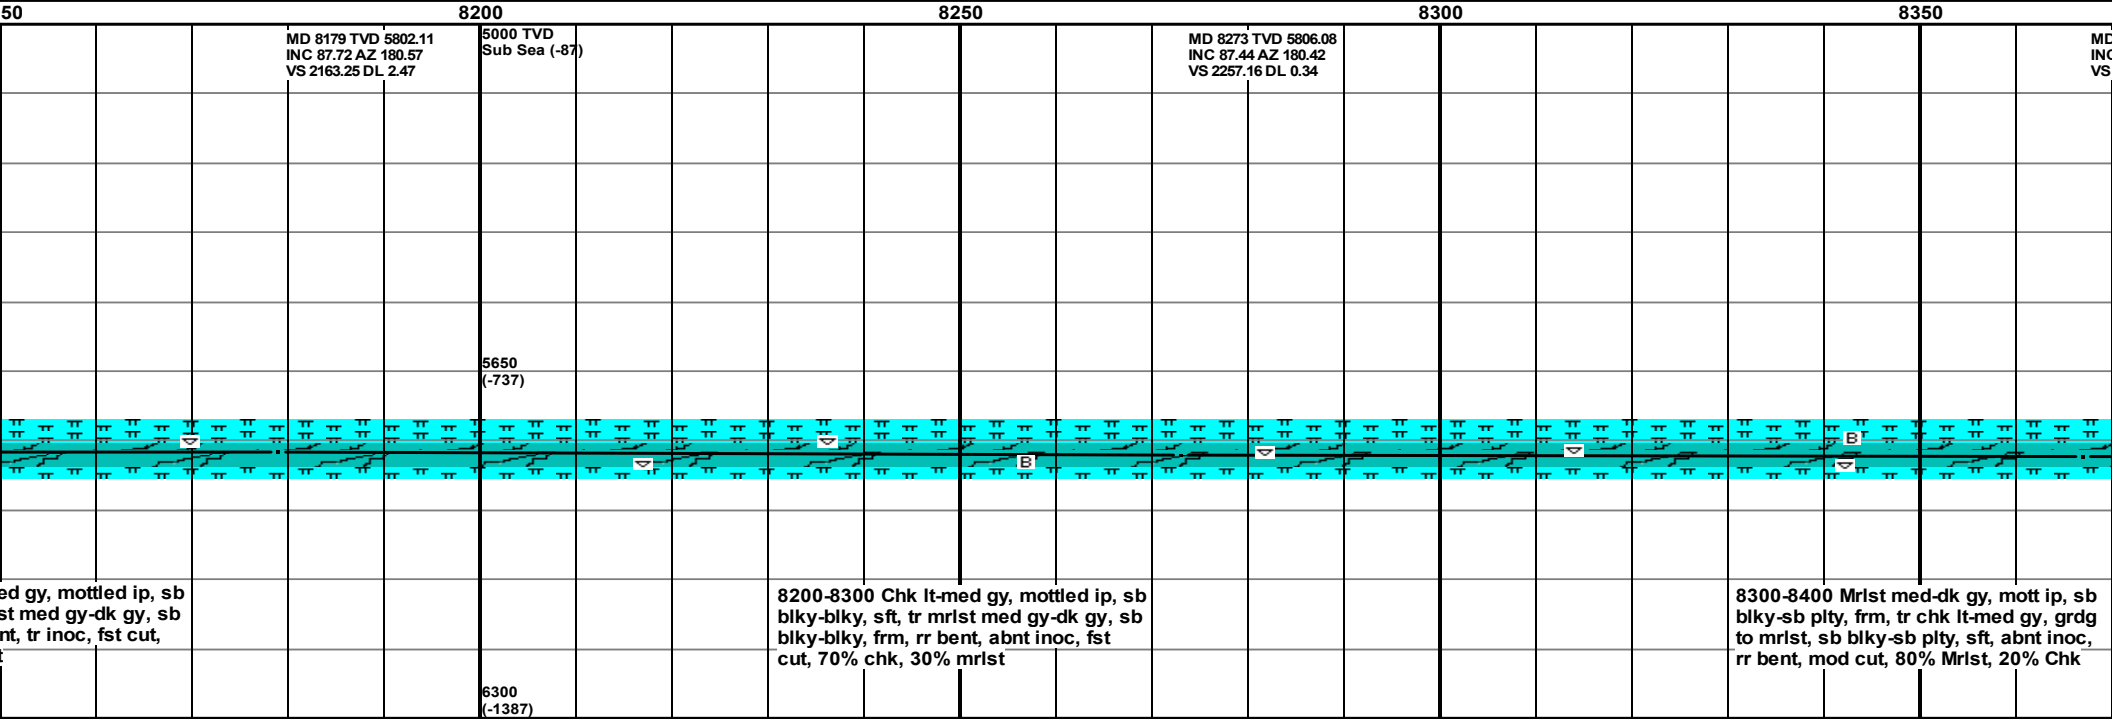 50 8200 8250 8300 8350
MD 8179 TVD 5802.11
INC 87.72 AZ 180.57
VS 2163.25 DL 2.47
5000 TVD
Sub Sea (-87)
MD 8273 TVD 5806.08
INC 87.44 AZ 180.42
VS 2257.16 DL 0.34
MD
INC
VS
5650
(-737)
B
B
ed gy, mottled ip, sb
st med gy-dk gy, sb
nt, tr inoc, fst cut,
t
8200-8300 Chk lt-med gy, mottled ip, sb
blky-blky, sft, tr mrlst med gy-dk gy, sb
blky-blky, frm, rr bent, abnt inoc, fst
cut, 70% chk, 30% mrlst
8300-8400 Mrlst med-dk gy, mott ip, sb
blky-sb plty, frm, tr chk lt-med gy, grdg
to mrlst, sb blky-sb plty, sft, abnt inoc,
rr bent, mod cut, 80% Mrlst, 20% Chk
6300
(-1387)